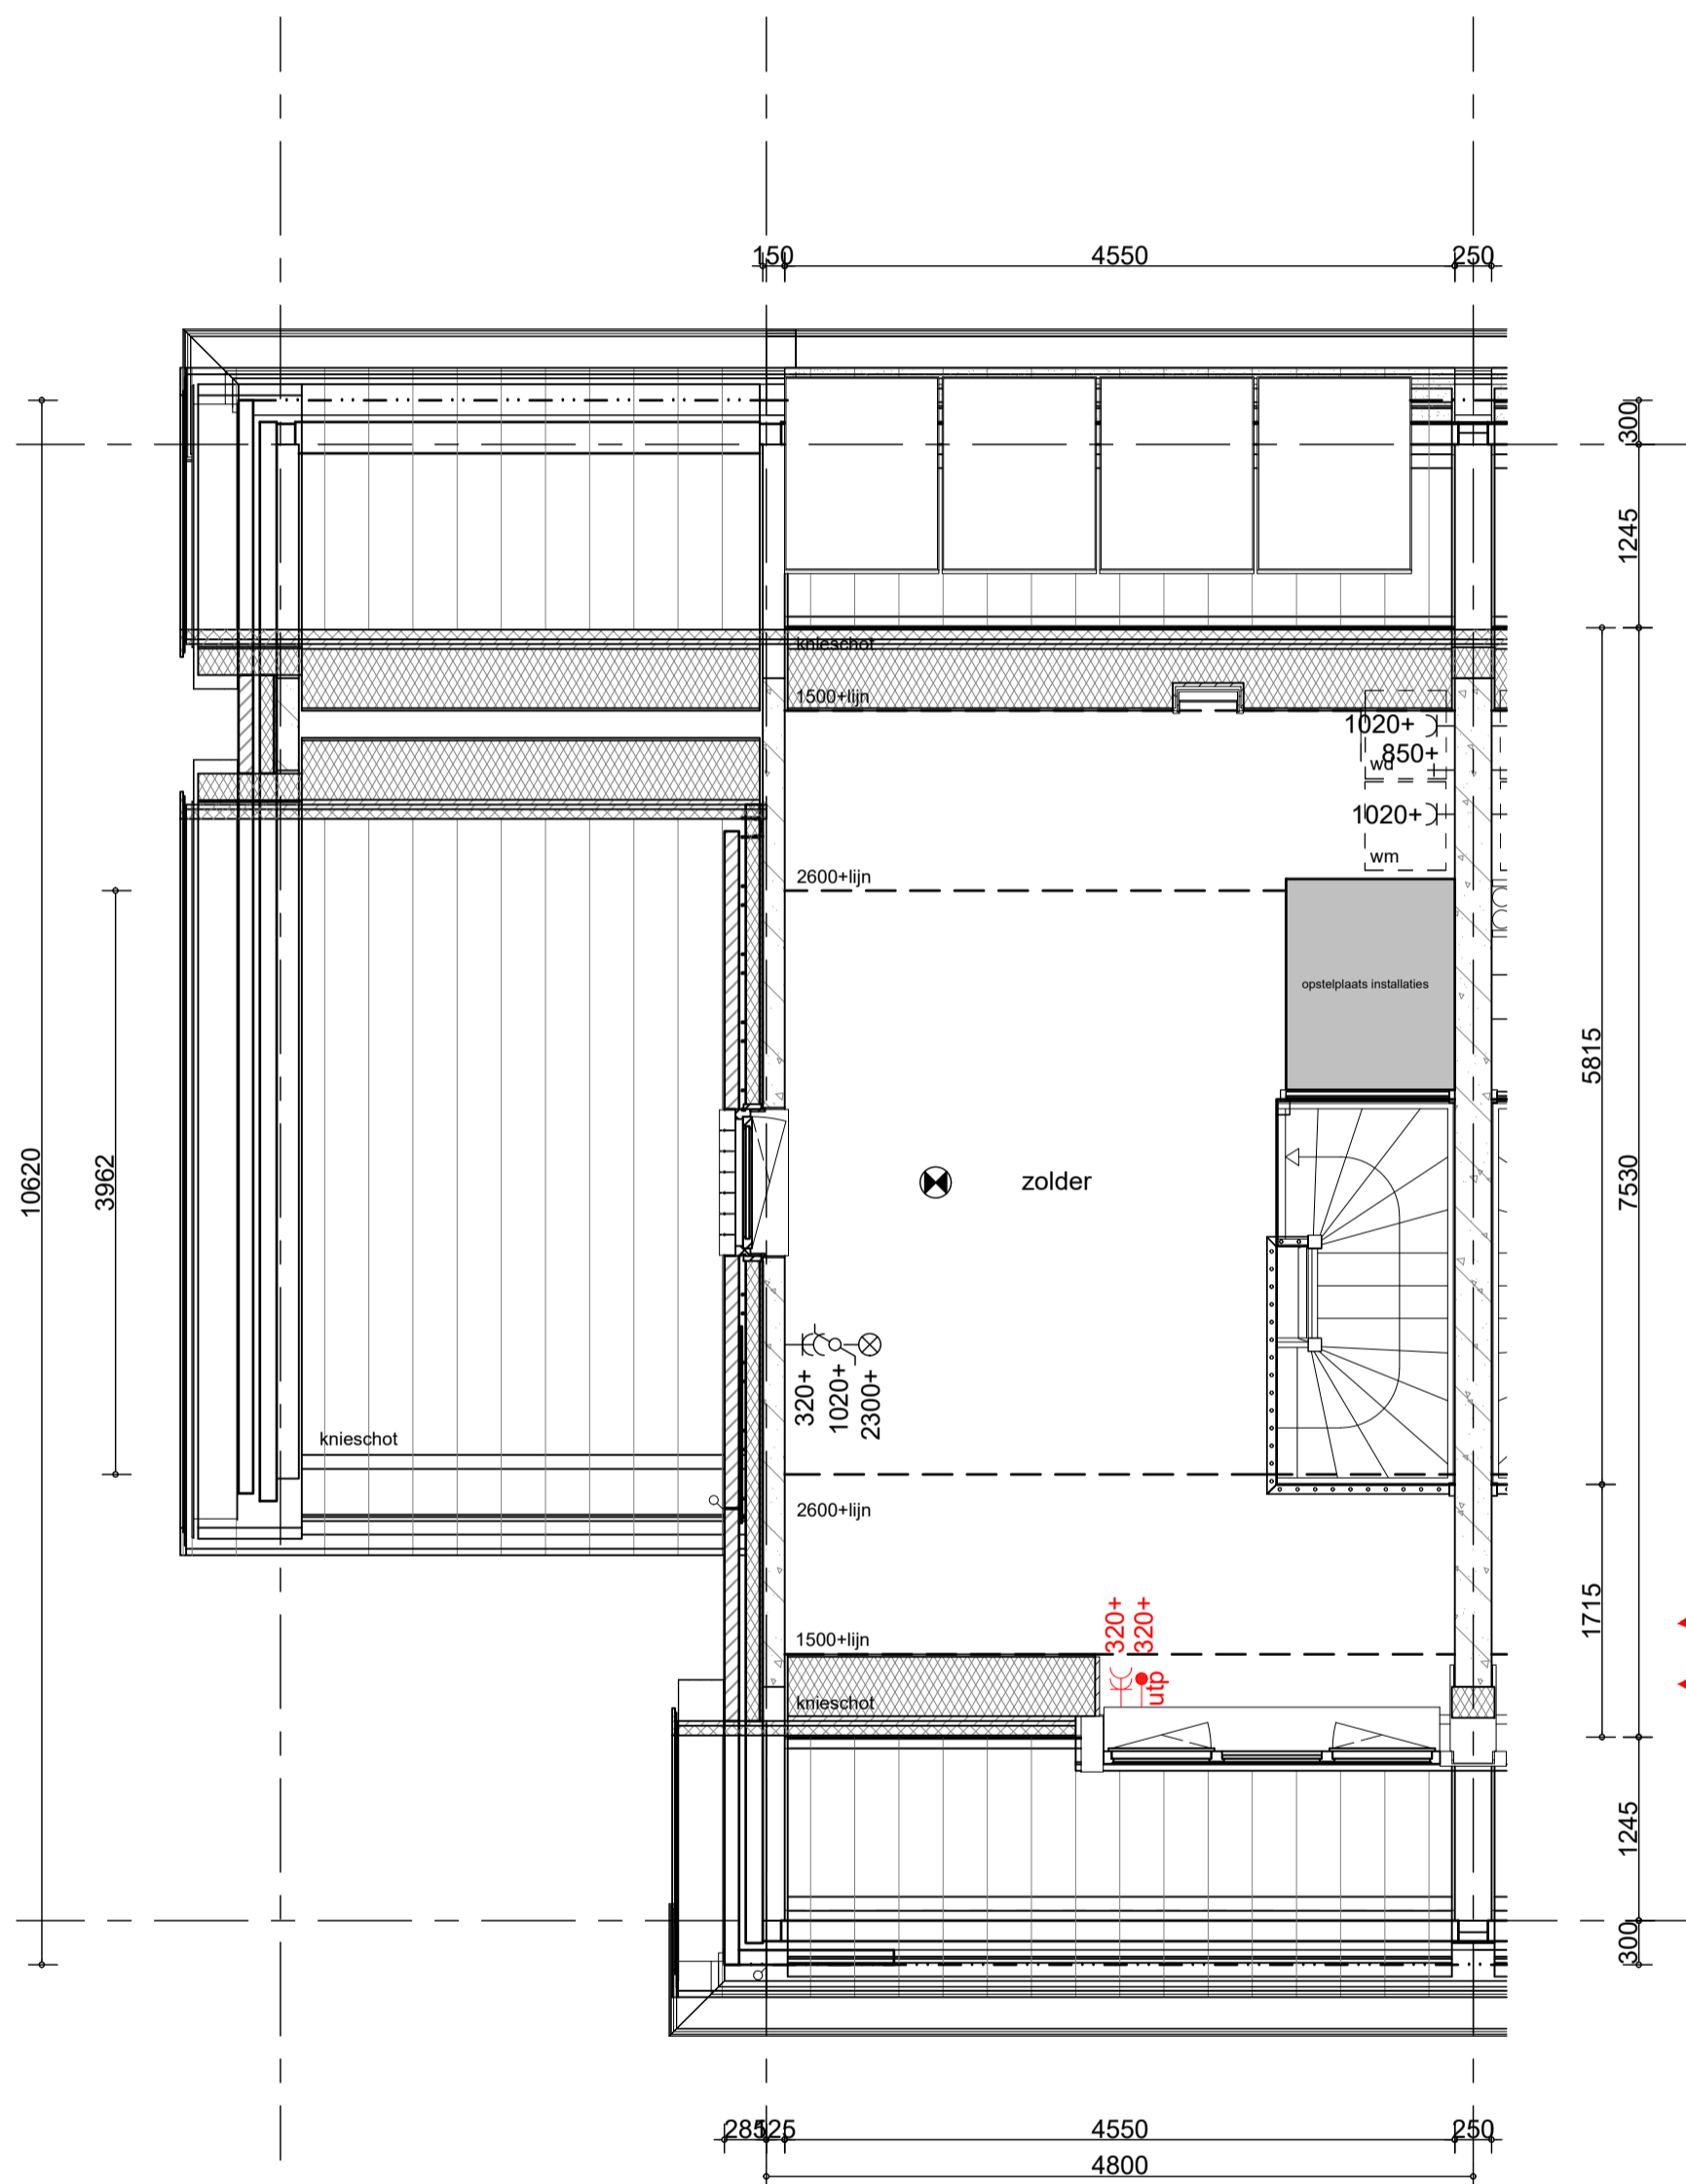 150
4550
250
300
1245
knieschot
1500+lijn
1020+
850+
wd
1020+
wm
2600+lijn
opstelplaats installaties
5815
10620
3962
zolder
7530
320+
1020+
2300+
knieschot
2600+lijn
1715
320+
320+
utp
1500+lijn
knieschot
1245
300
285
125
4550
250
4800